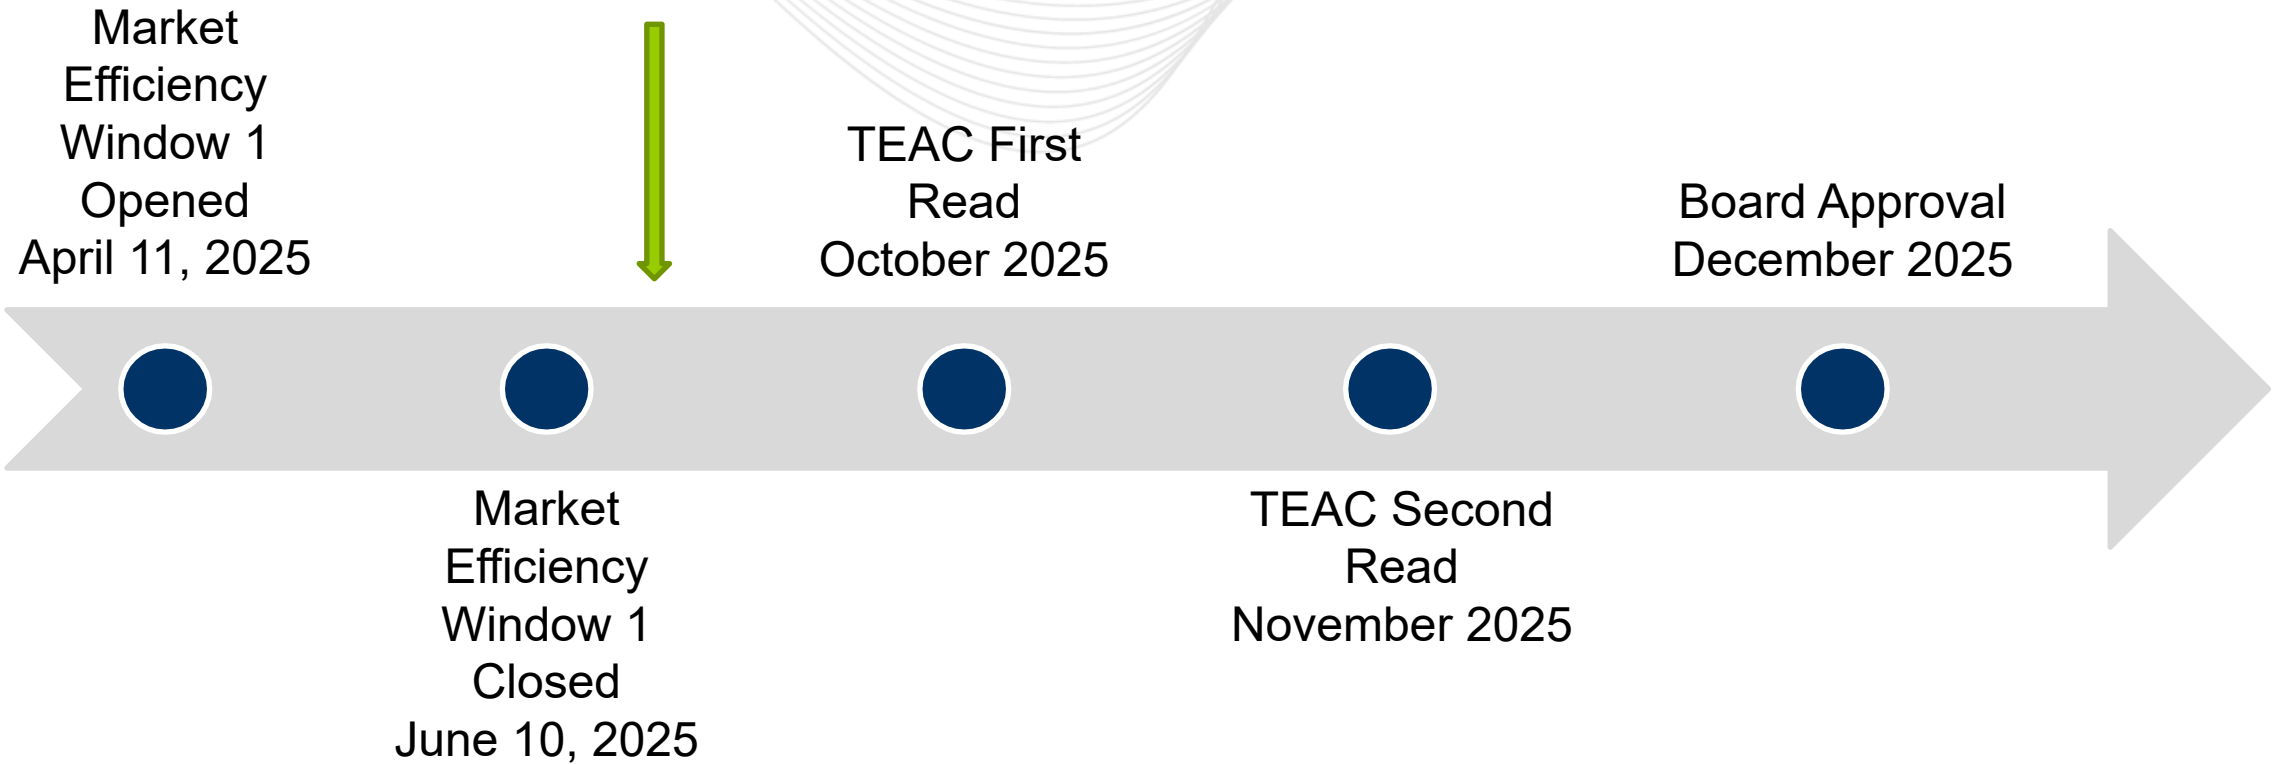 Market
Efficiency
Window 1
Opened
April 11, 2025
Market
Efficiency
Window 1
Closed
June 10, 2025
TEAC First
Read
October 2025
TEAC Second
Read
November 2025
Board Approval
December 2025